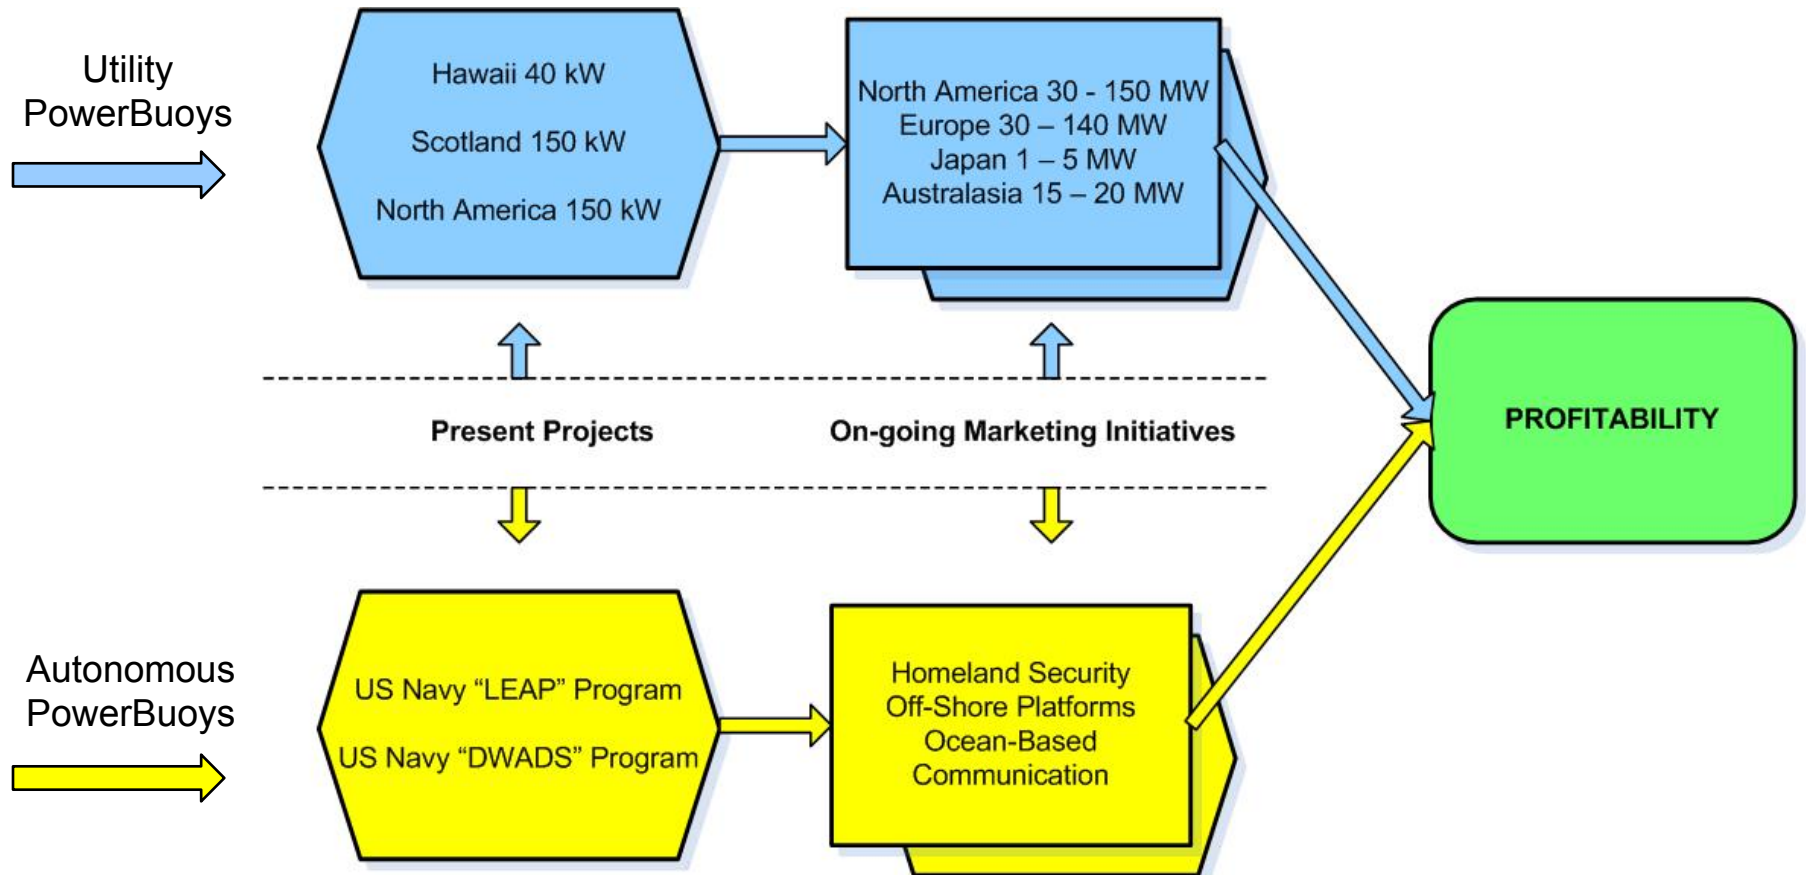 Utility
PowerBuoys
Hawaii 40 kW
Scotland 150 kW
North America 150 kW
North America 30 - 150 MW
Europe 30 – 140 MW
Japan 1 – 5 MW
Australasia 15 – 20 MW
Present Projects
On-going Marketing Initiatives
PROFITABILITY
Autonomous
PowerBuoys
US Navy “LEAP” Program
US Navy “DWADS” Program
Homeland Security
Off-Shore Platforms
Ocean-Based
Communication